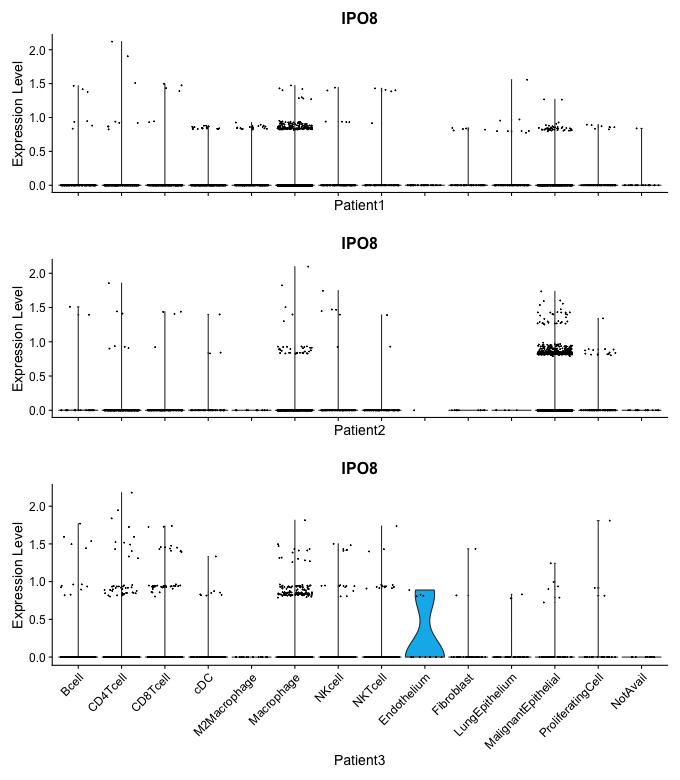 IPO8
Expression Level
2.0
1.5
1.0
0.5
0.0
Patient1
IPO8
Expression Level
2.0
1.5
1.0
0.5
0.0
Patient2
IPO8
Expression Level
2.0
1.5
1.0
0.5
0.0
Bcell
CD4Tcell
CD8Tcell
cDC
M2Macrophage
Macrophage
NKcell
NKTcell
Endothelium
Fibroblast
LungEpithelium
MalignantEpithelial
ProliferatingCell
NotAvail
Patient3